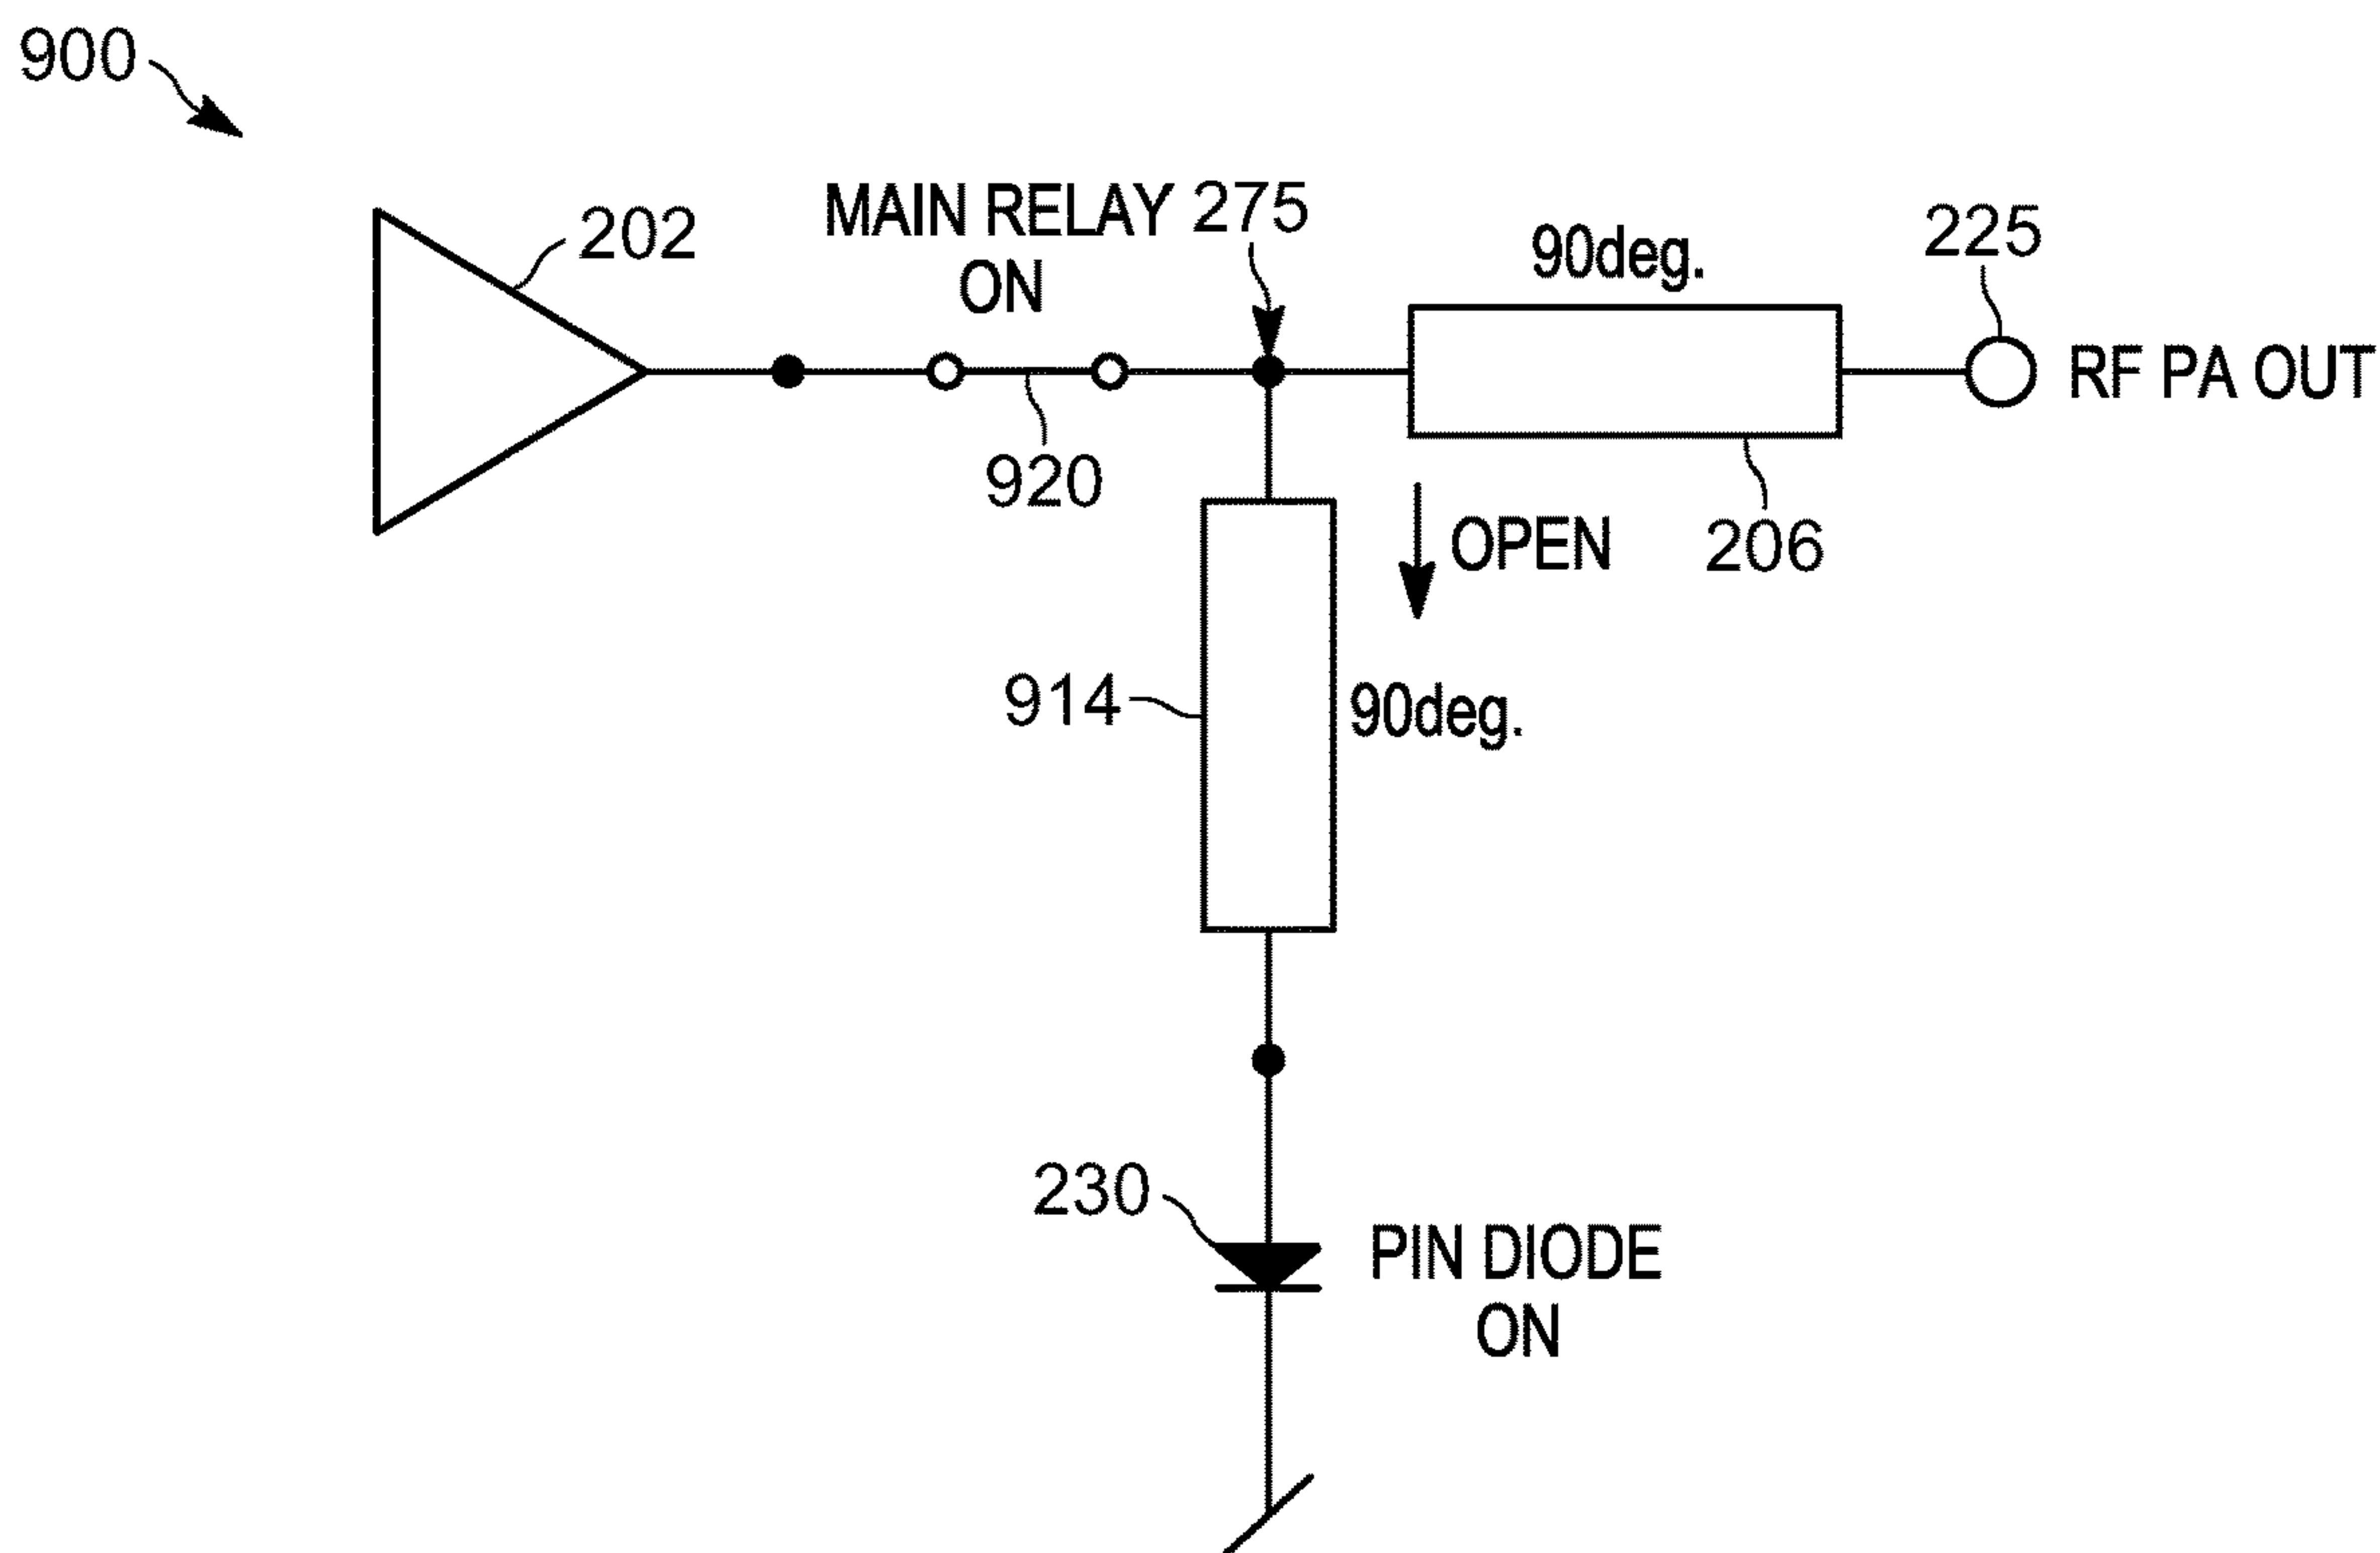 900
202
MAIN RELAY
ON
275
90deg.
225
RF PA OUT
920
OPEN
206
914
90deg.
230
PIN DIODE
ON